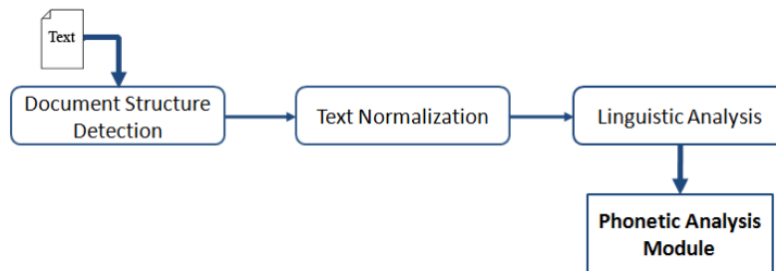 Text
Document Structure
Detection
Text Normalization
Linguistic Analysis
Phonetic Analysis
Module